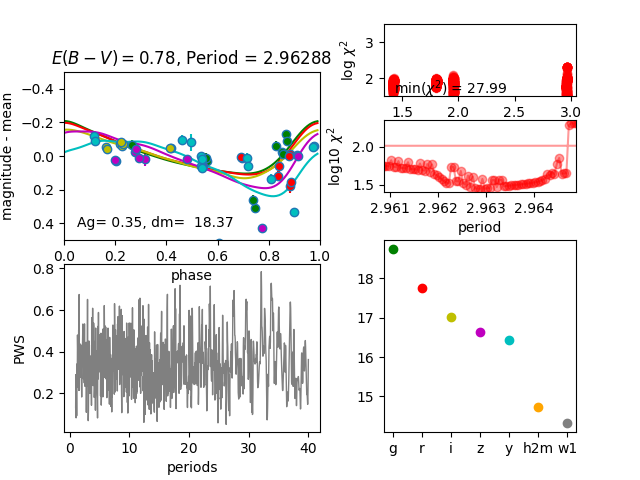 E(B − V) = 0.78, Period = 2.96288
magnitude - mean
−0.4
−0.2
0.0
0.2
0.4
Ag= 0.35, dm= 18.37
0.0 0.2 0.4 0.6 0.8 1.0
phase
log χ²
3
2
min(χ²) = 27.99
1.5 2.0 2.5 3.0
log10 χ²
2.0
1.5
2.961 2.962 2.963 2.964
period
PWS
0.8
0.6
0.4
0.2
0 10 20 30 40
periods
18
17
16
15
g r i z y h2m w1